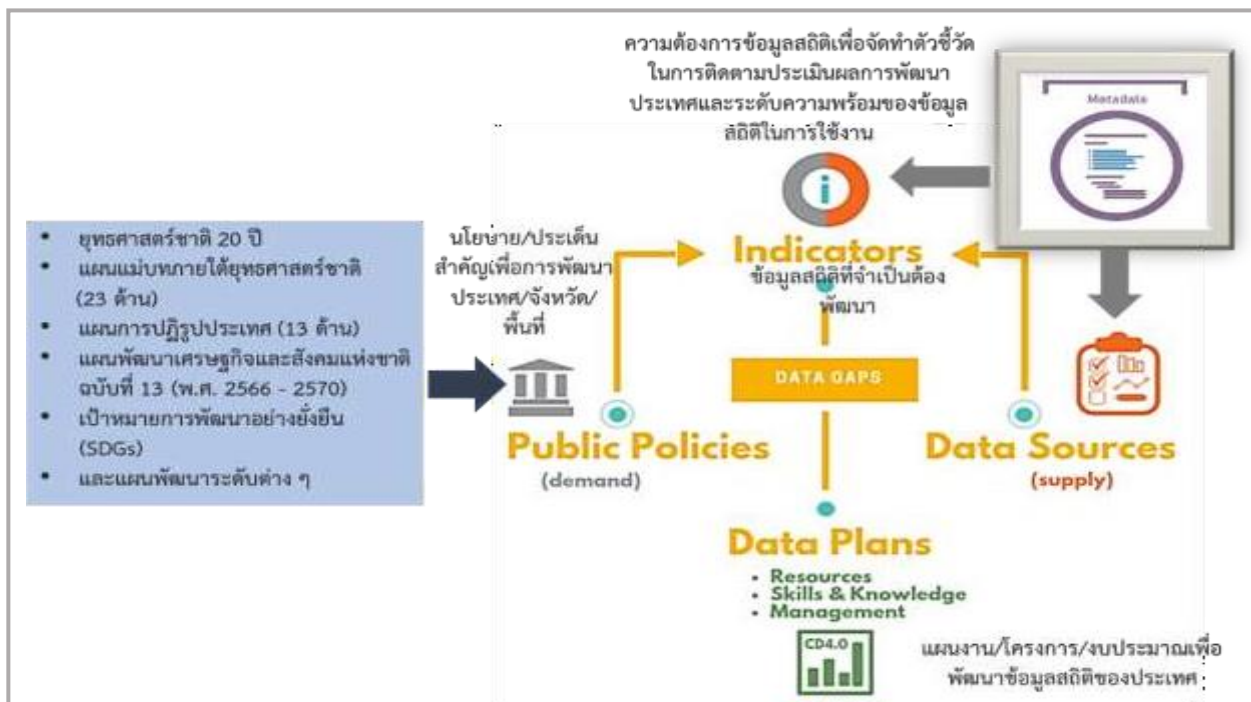 ความต้องการข้อมูลสถิติเพื่อจัดทำตัวชี้วัด
ในการติดตามประเมินผลการพัฒนา
ประเทศและระดับความพร้อมของข้อมูล
สถิติในการใช้งาน
Metadata
• ยุทธศาสตร์ชาติ 20 ปี
• แผนแม่บทภายใต้ยุทธศาสตร์ชาติ
(23 ด้าน)
• แผนการปฏิรูปประเทศ (13 ด้าน)
• แผนพัฒนาเศรษฐกิจและสังคมแห่งชาติ
ฉบับที่ 13 (พ.ศ. 2566 - 2570)
• เป้าหมายการพัฒนาอย่างยั่งยืน
(SDGs)
• และแผนพัฒนาระดับต่าง ๆ
นโยบาย/ประเด็น
สำคัญเพื่อการพัฒนา
ประเทศ/จังหวัด/
พื้นที่
Indicators
ข้อมูลสถิติที่จำเป็นต้อง
พัฒนา
DATA GAPS
Public Policies
(demand)
Data Sources
(supply)
Data Plans
• Resources
• Skills & Knowledge
• Management
CD4.0
แผนงาน/โครงการ/งบประมาณเพื่อ
พัฒนาข้อมูลสถิติของประเทศ